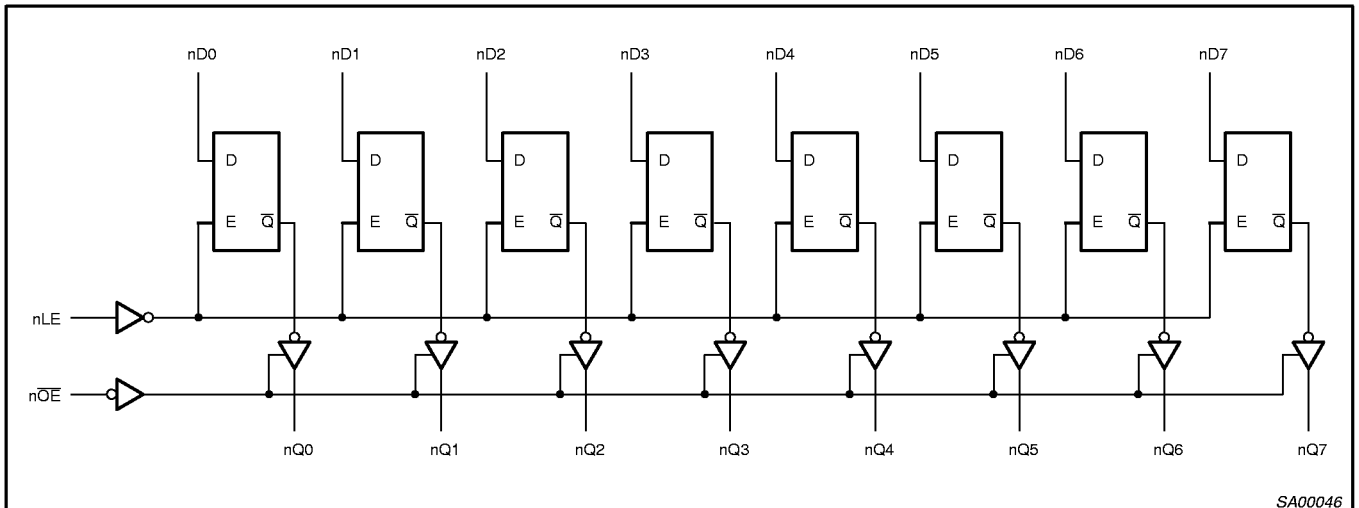 nD0 nD1 nD2 nD3 nD4 nD5 nD6 nD7
D D D D D D D D
E Q̅ E Q̅ E Q̅ E Q̅ E Q̅ E Q̅ E Q̅ E Q̅
nLE
nO̅E̅
nQ0 nQ1 nQ2 nQ3 nQ4 nQ5 nQ6 nQ7
SA00046